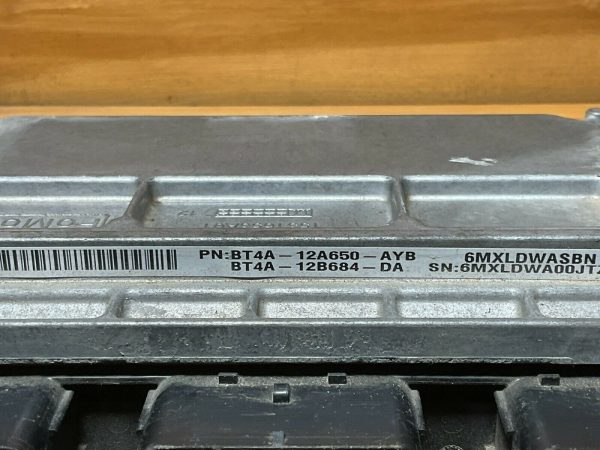 PN:BT4A-12A650-AYB 6MXLDWASBN
BT4A-12B684-DA SN:6MXLDWA00JT